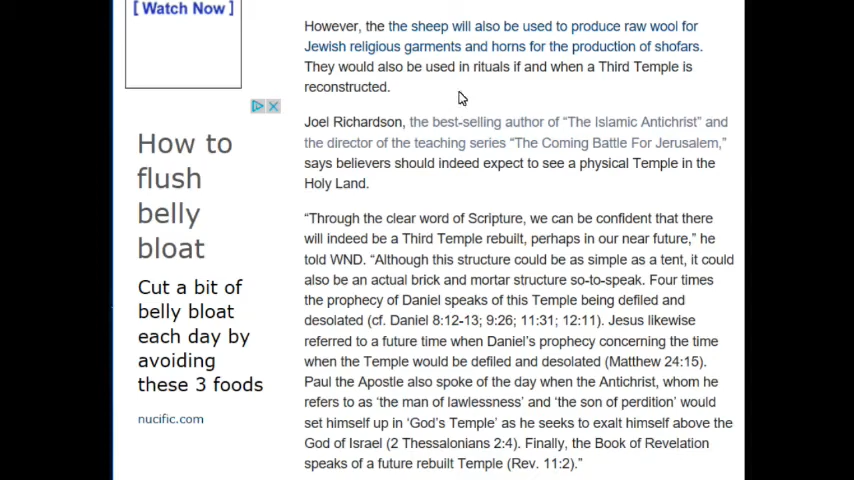 [ Watch Now ]
How to
flush
belly
bloat
Cut a bit of
belly bloat
each day by
avoiding
these 3 foods
nucific.com
However, the the sheep will also be used to produce raw wool for
Jewish religious garments and horns for the production of shofars.
They would also be used in rituals if and when a Third Temple is
reconstructed.
Joel Richardson, the best-selling author of “The Islamic Antichrist” and
the director of the teaching series “The Coming Battle For Jerusalem,”
says believers should indeed expect to see a physical Temple in the
Holy Land.
“Through the clear word of Scripture, we can be confident that there
will indeed be a Third Temple rebuilt, perhaps in our near future,” he
told WND. “Although this structure could be as simple as a tent, it could
also be an actual brick and mortar structure so-to-speak. Four times
the prophecy of Daniel speaks of this Temple being defiled and
desolated (cf. Daniel 8:12-13; 9:26; 11:31; 12:11). Jesus likewise
referred to a future time when Daniel’s prophecy concerning the time
when the Temple would be defiled and desolated (Matthew 24:15).
Paul the Apostle also spoke of the day when the Antichrist, whom he
refers to as ‘the man of lawlessness’ and ‘the son of perdition’ would
set himself up in ‘God’s Temple’ as he seeks to exalt himself above the
God of Israel (2 Thessalonians 2:4). Finally, the Book of Revelation
speaks of a future rebuilt Temple (Rev. 11:2).”